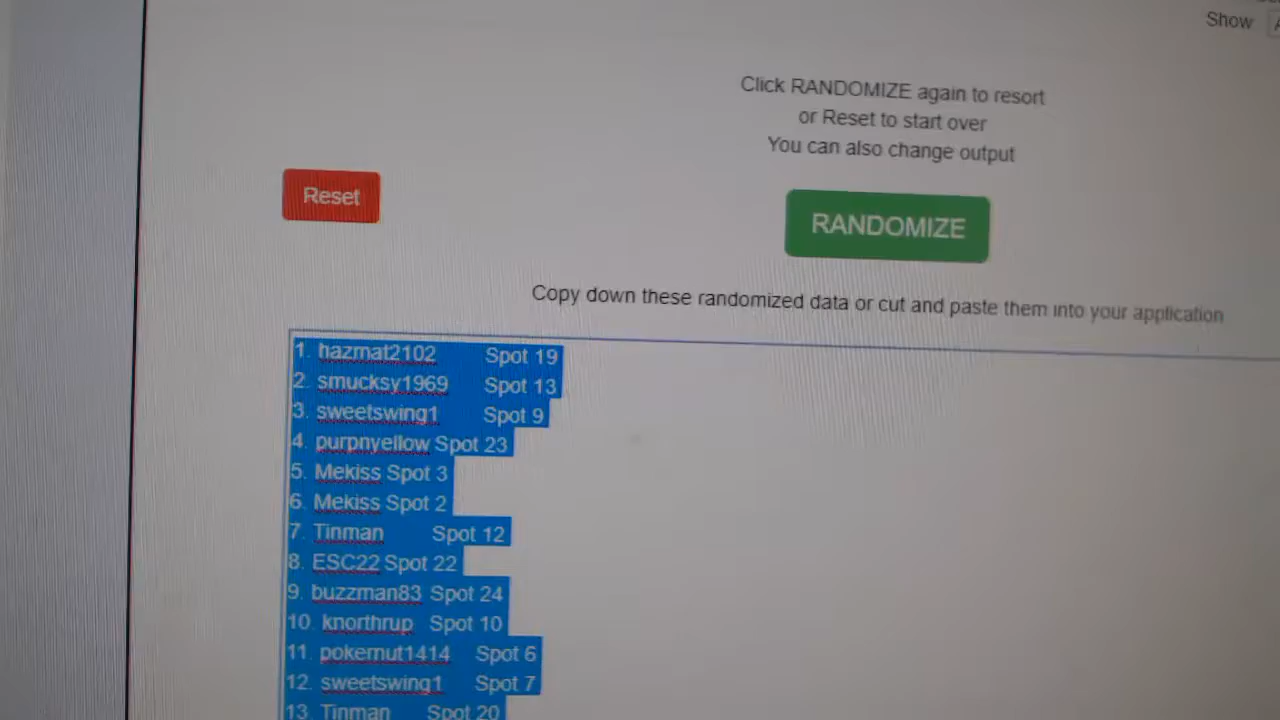 Show
Click RANDOMIZE again to resort
or Reset to start over
You can also change output
Reset
RANDOMIZE
Copy down these randomized data or cut and paste them into your application
1. hazmat2102 Spot 19
2. smucksy1969 Spot 13
3. sweetswing1 Spot 9
4. purpnyellow Spot 23
5. Mekiss Spot 3
6. Mekiss Spot 2
7. Tinman Spot 12
8. ESC22 Spot 22
9. buzzman83 Spot 24
10. knorthrup Spot 10
11. pokernut1414 Spot 6
12. sweetswing1 Spot 7
13. Tinman Spot 20